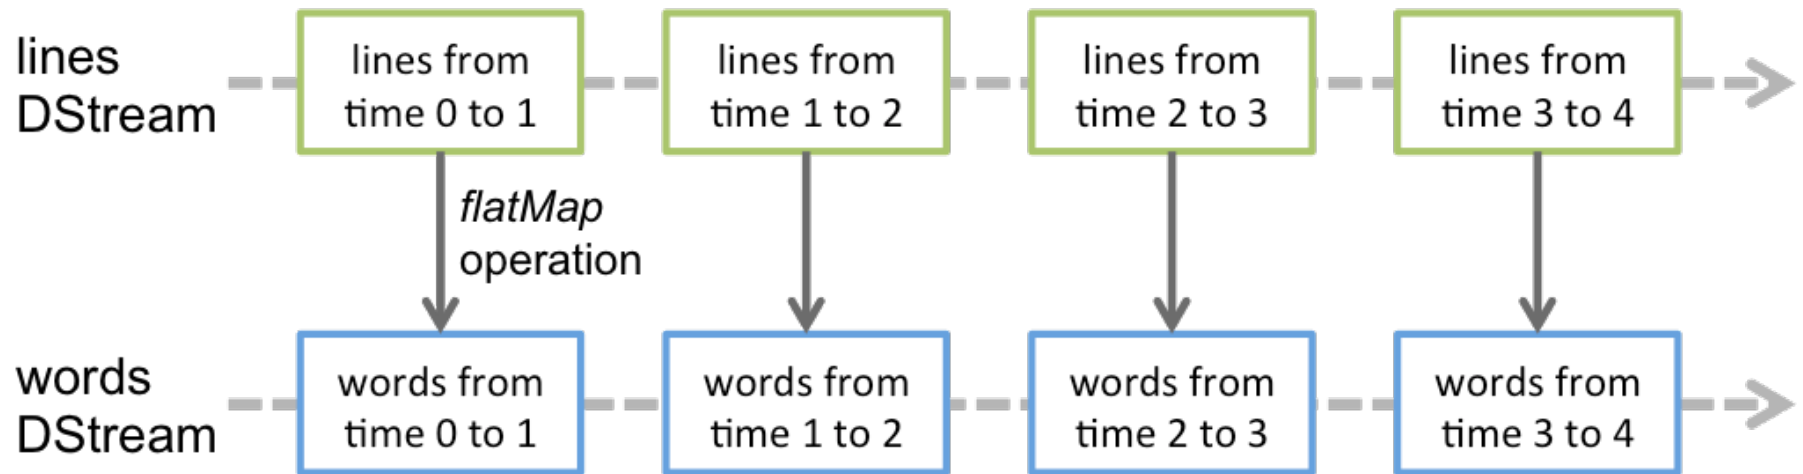 lines
DStream
lines from
time 0 to 1
lines from
time 1 to 2
lines from
time 2 to 3
lines from
time 3 to 4
flatMap
operation
words
DStream
words from
time 0 to 1
words from
time 1 to 2
words from
time 2 to 3
words from
time 3 to 4